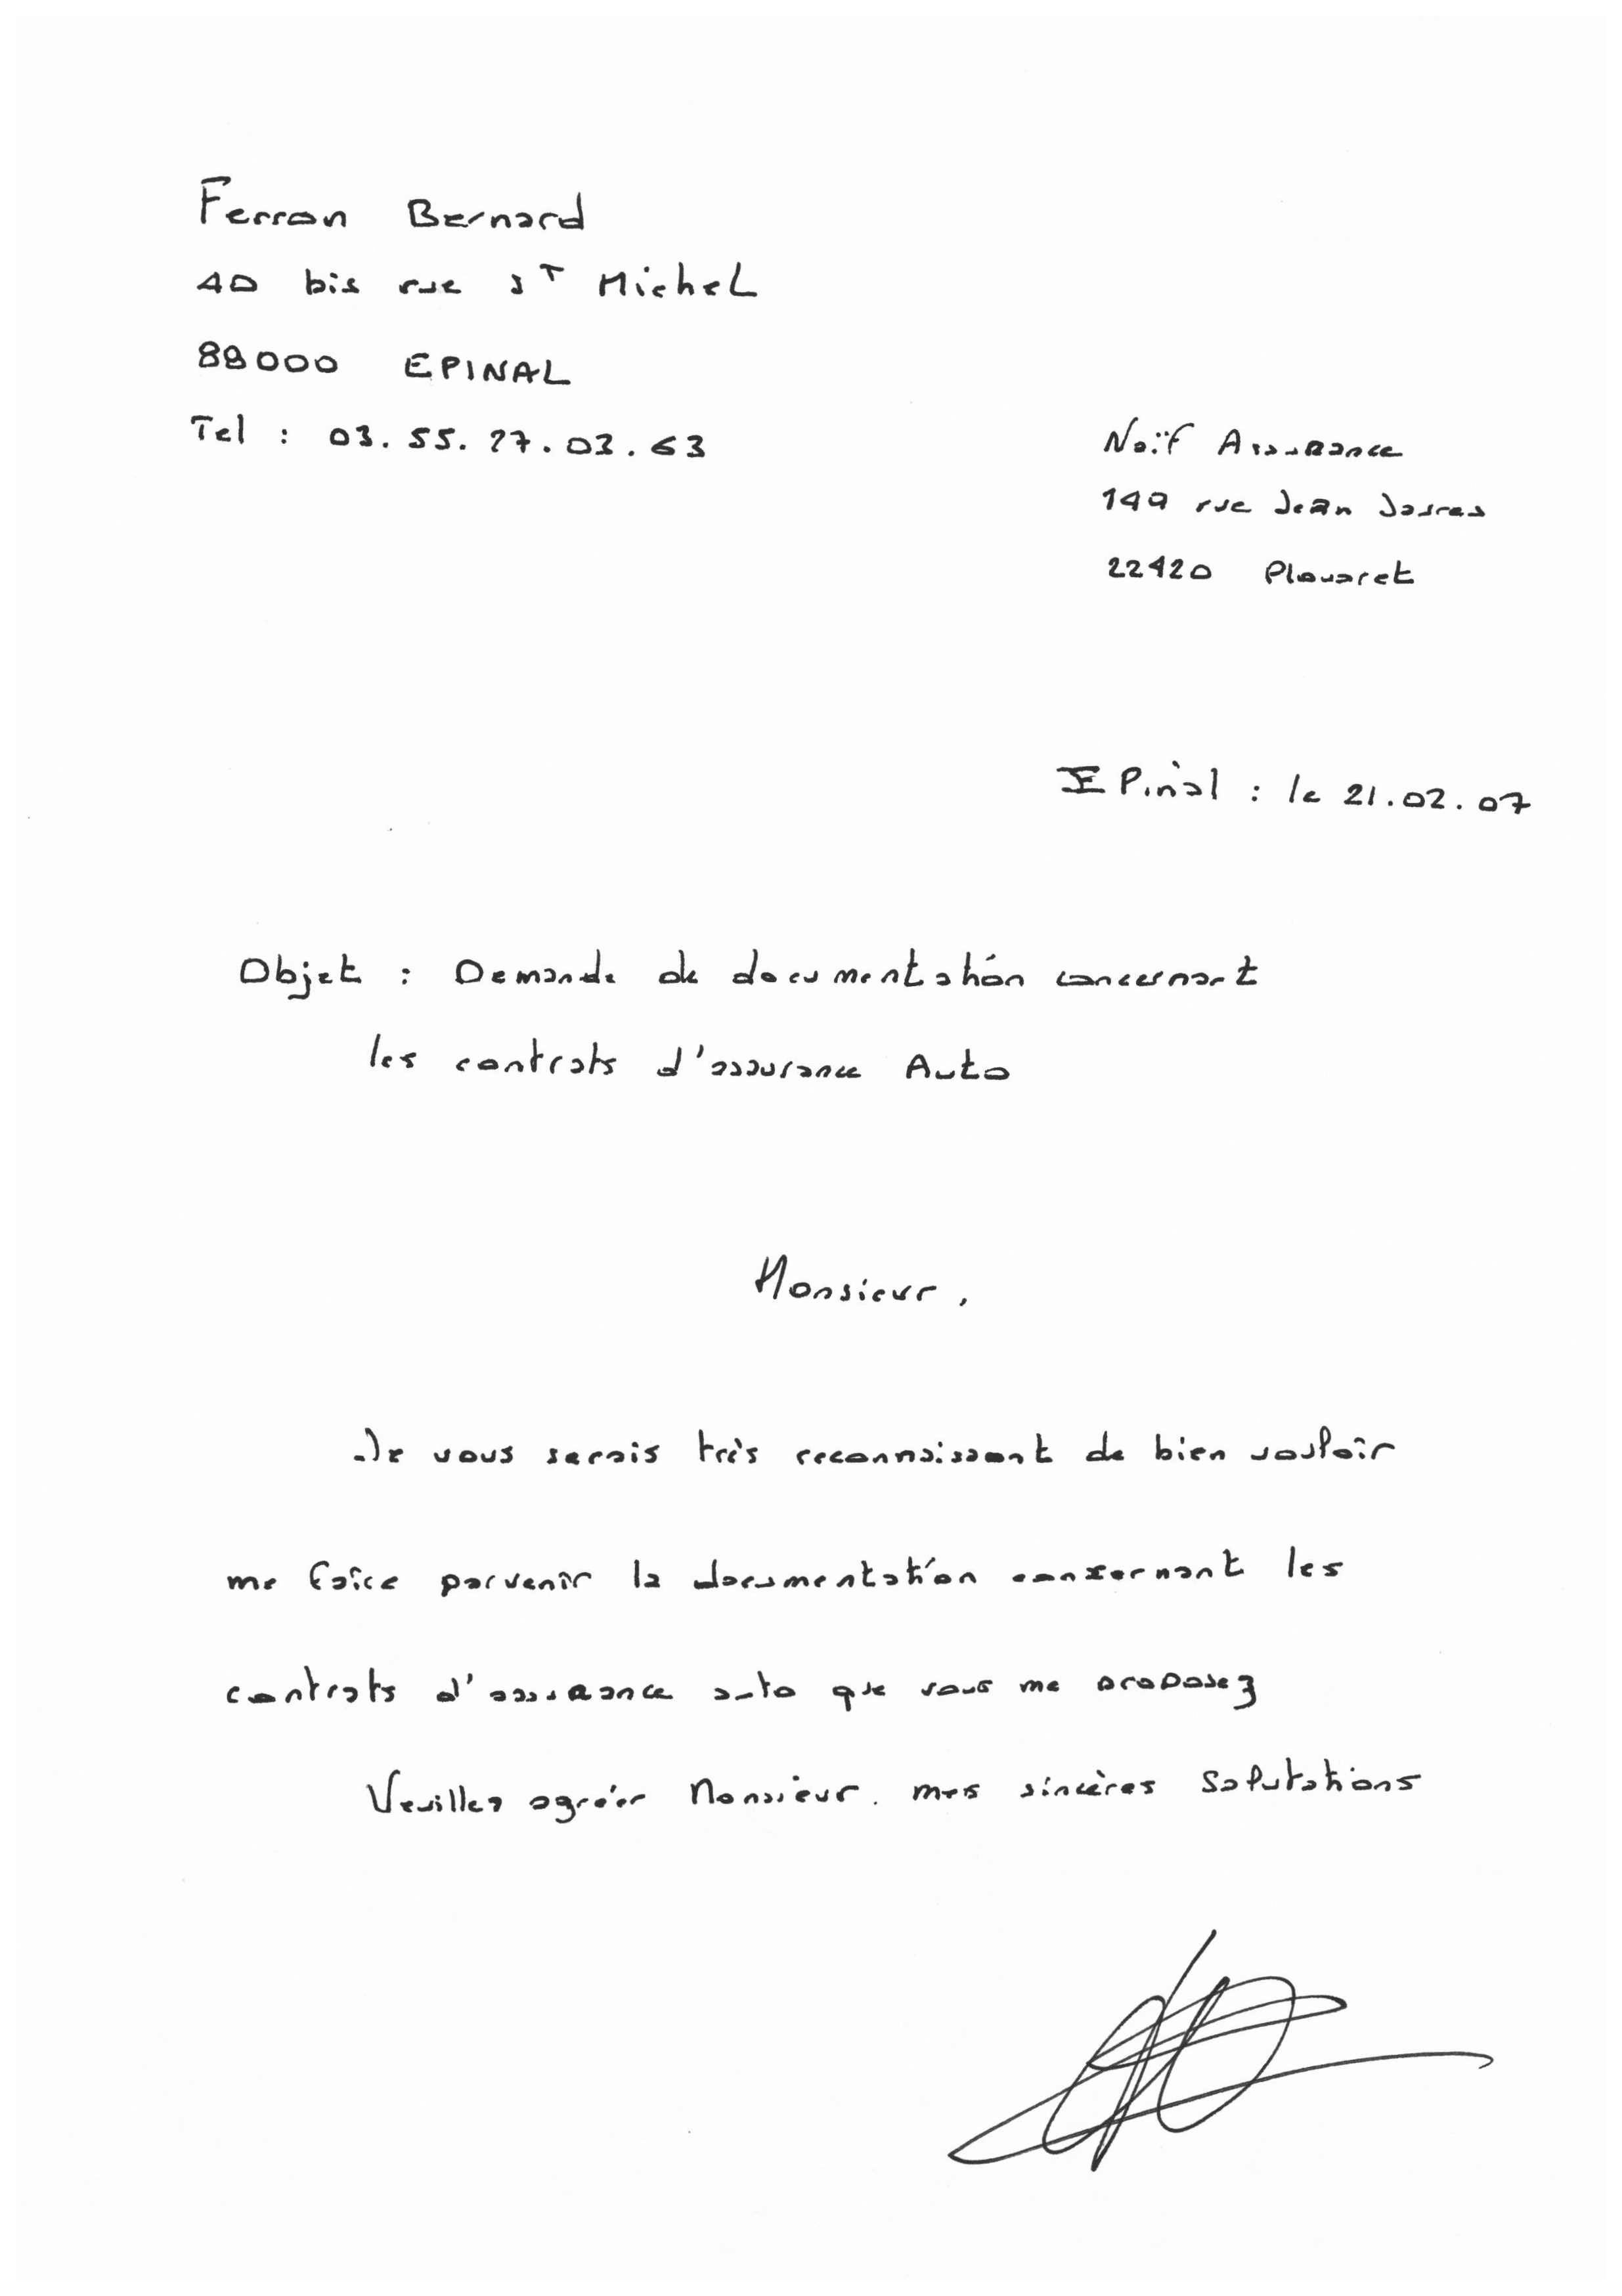 Ferran Bernard
40 bis rue sT Michel
88000 EPINAL
Tel : 03.55.27.03.63
Naïf Assurance
149 rue Jean Jaures
22420 Plouaret
EPinal : le 21.02.07
Objet : Demande de documentation concernant
les contrats d'assurance Auto
Monsieur,
Je vous serais très reconnaissant de bien vouloir
me faire parvenir la documentation concernant les
contrats d'assurance auto que vous me proposez
Veuillez agréer Monsieur. mes sincères Salutations